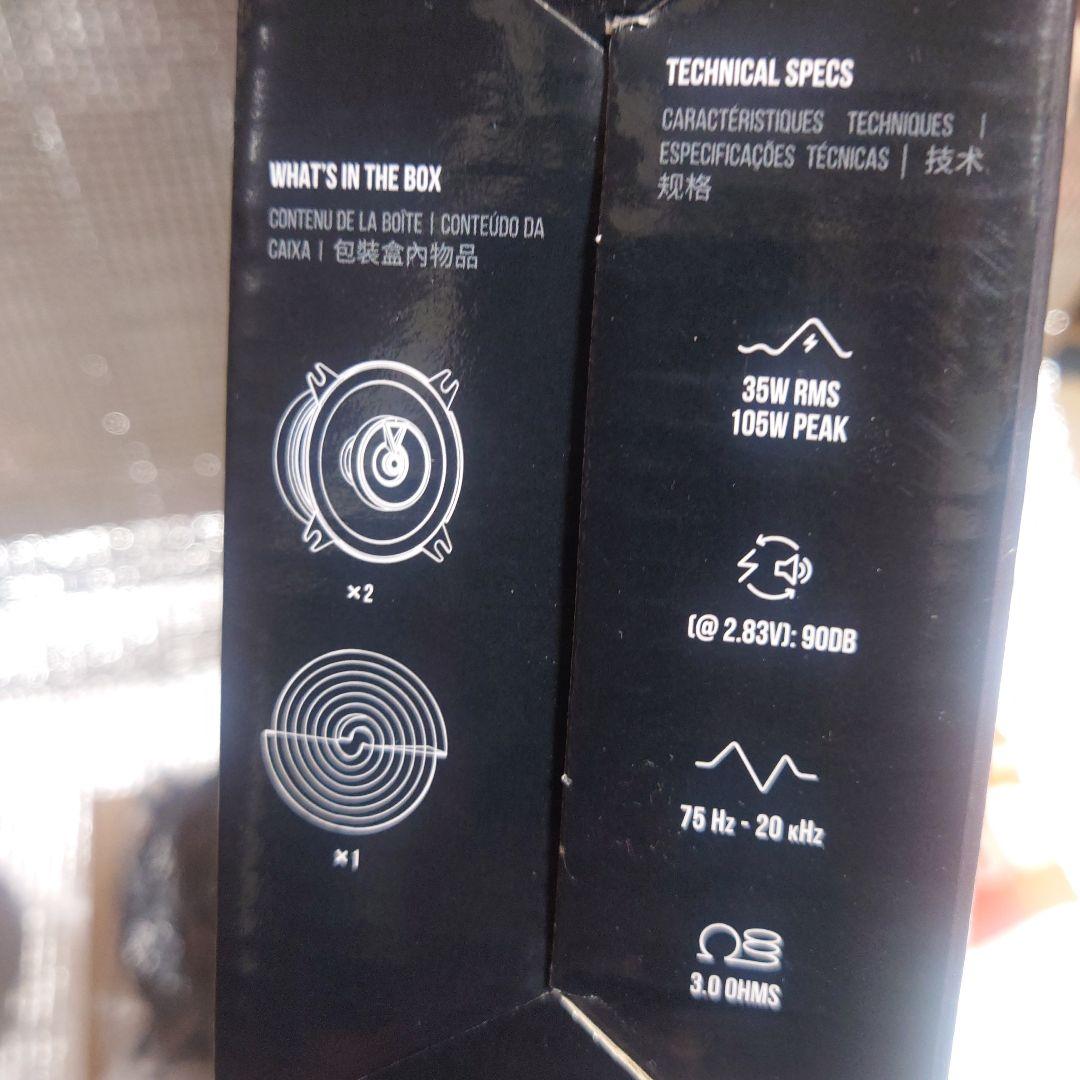 WHAT'S IN THE BOX
CONTENU DE LA BOÎTE | CONTEÚDO DA
CAIXA | 包裝盒內物品
×2
×1
TECHNICAL SPECS
CARACTÉRISTIQUES TECHNIQUES |
ESPECIFICAÇÕES TÉCNICAS | 技术
规格
35W RMS
105W PEAK
(@ 2.83V): 90DB
75 Hz - 20 кHz
3.0 OHMS